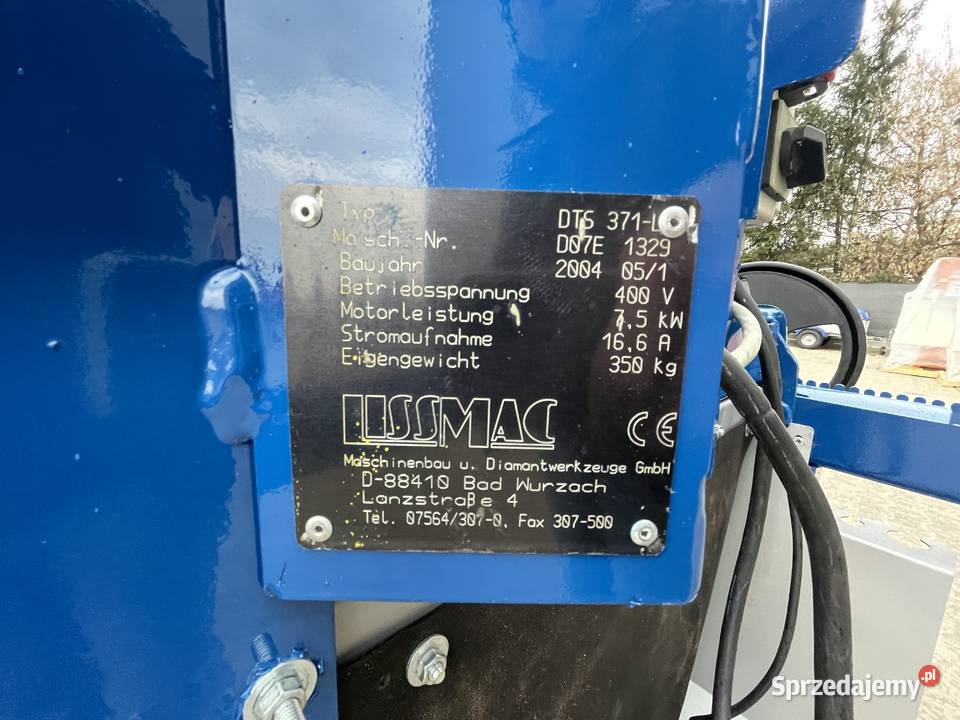 Typ DTS 371-L
Masch.-Nr. D07E 1329
Baujahr 2004 05/1
Betriebsspannung 400 V
Motorleistung 7.5 kW
Stromaufnahme 16.6 A
Eigengewicht 350 kg
LISSMAC CE
Maschinenbau u. Diamantwerkzeuge GmbH
D-88410 Bad Wurzach
Lanzstraße 4
Tel. 07564/307-0, Fax 307-500
Sprzedajemy.pl